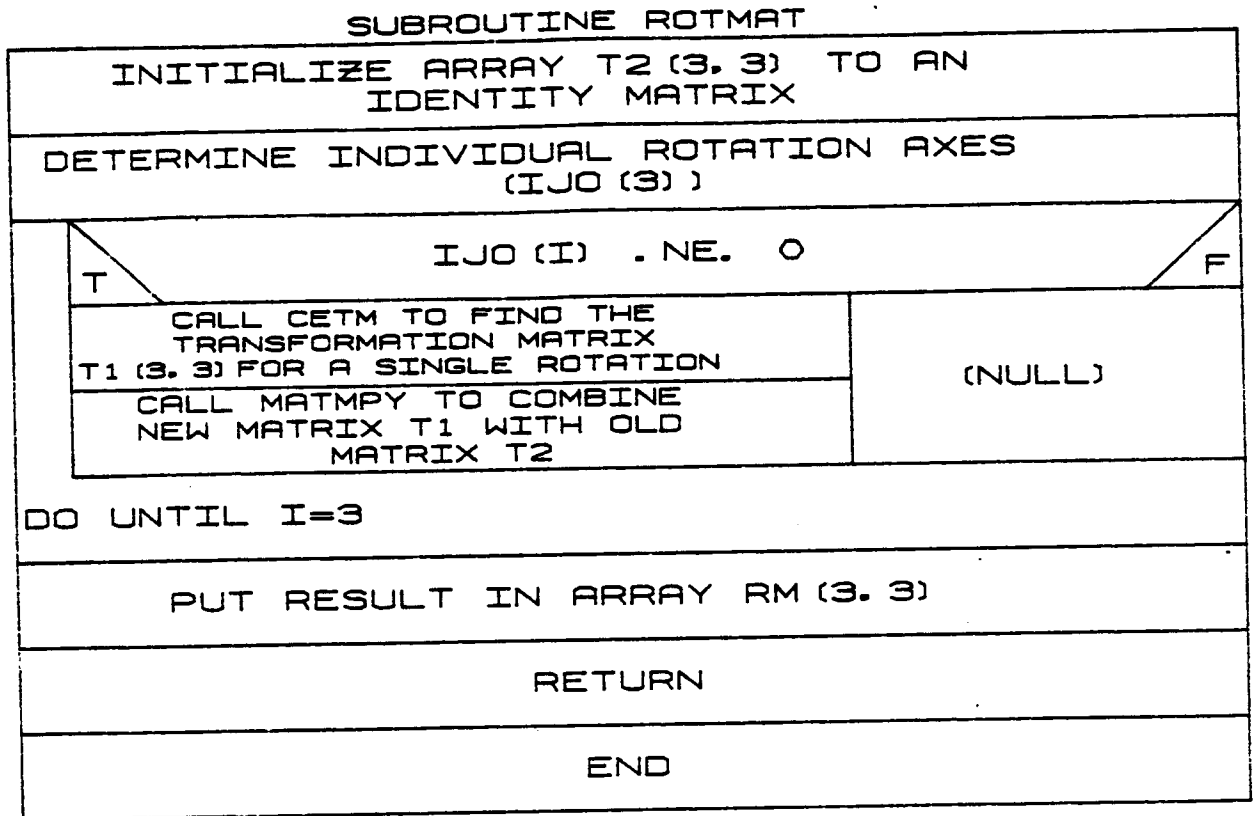 SUBROUTINE ROTMAT
INITIALIZE ARRAY T2(3.3) TO AN
IDENTITY MATRIX
DETERMINE INDIVIDUAL ROTATION AXES
(IJO(3))
IJO(I) .NE. 0
T
F
CALL CETM TO FIND THE
TRANSFORMATION MATRIX
T1(3.3) FOR A SINGLE ROTATION
(NULL)
CALL MATMPY TO COMBINE
NEW MATRIX T1 WITH OLD
MATRIX T2
DO UNTIL I=3
PUT RESULT IN ARRAY RM(3.3)
RETURN
END